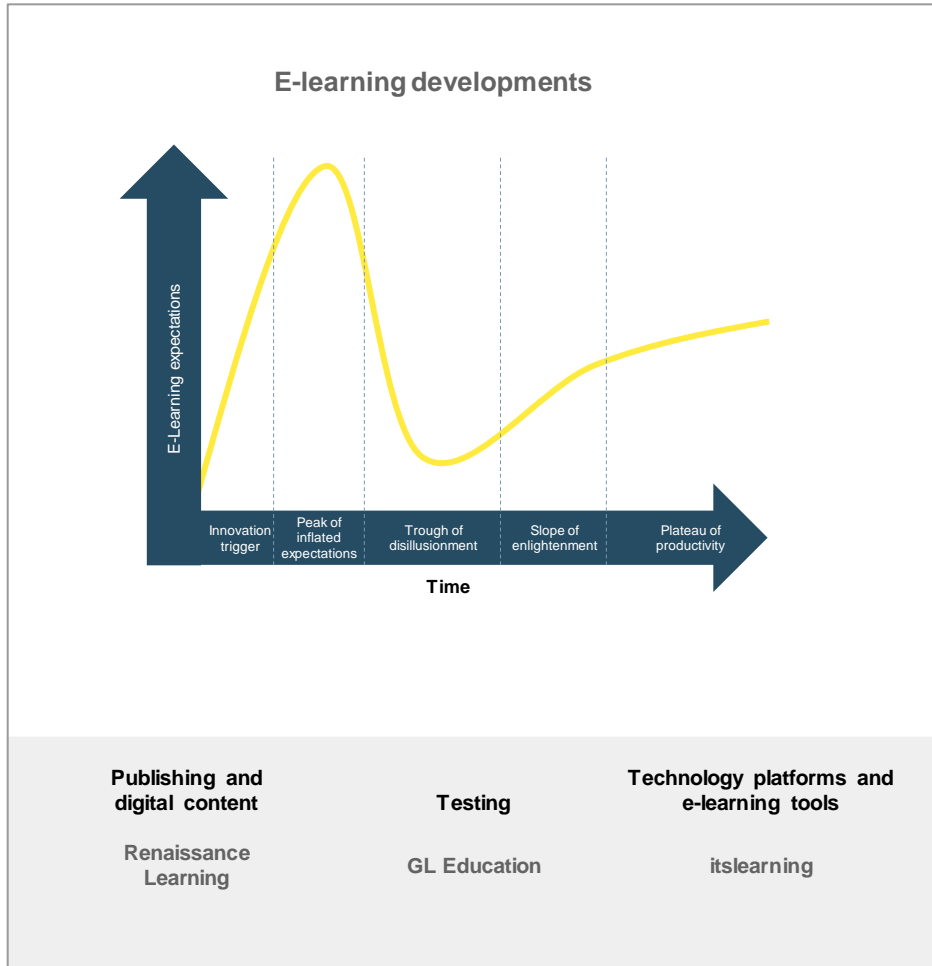 E-learning developments
E-Learning expectations
Innovation
trigger
Peak of
inflated
expectations
Trough of
disillusionment
Slope of
enlightenment
Plateau of
productivity
Time
Publishing and
digital content
Testing
Technology platforms and
e-learning tools
Renaissance
Learning
GL Education
itslearning